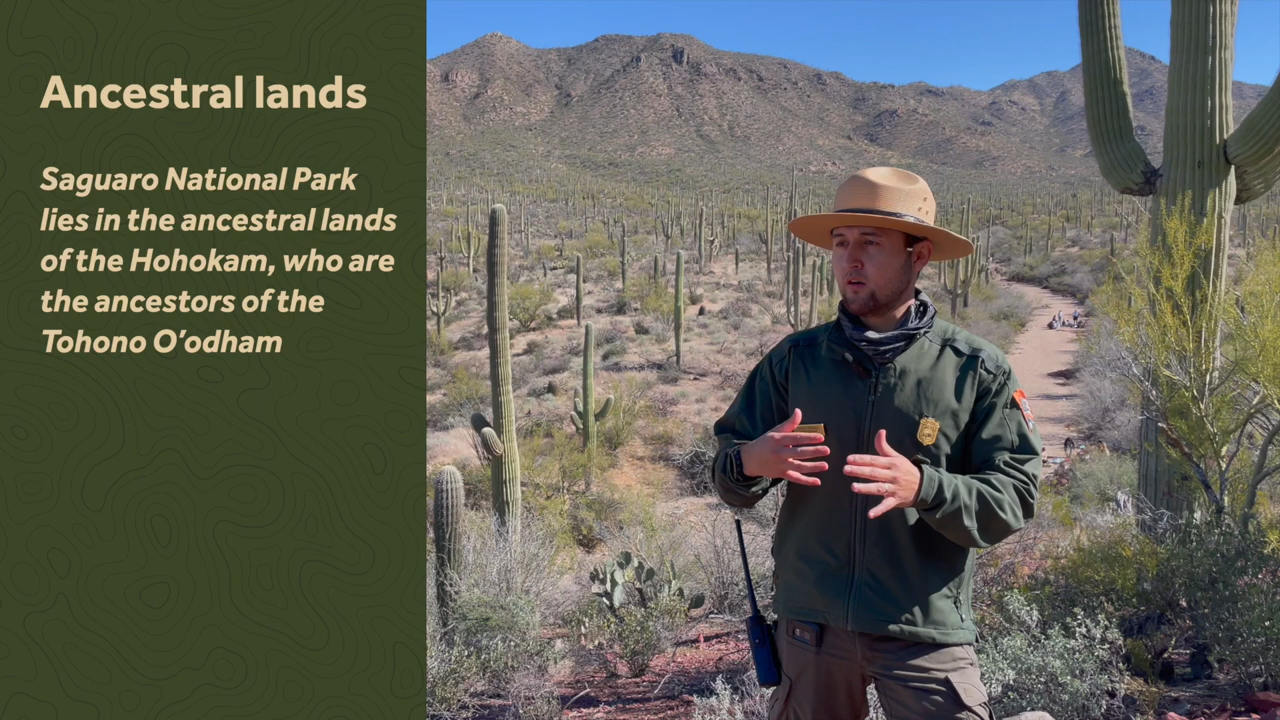 Ancestral lands
Saguaro National Park
lies in the ancestral lands
of the Hohokam, who are
the ancestors of the
Tohono O'odham